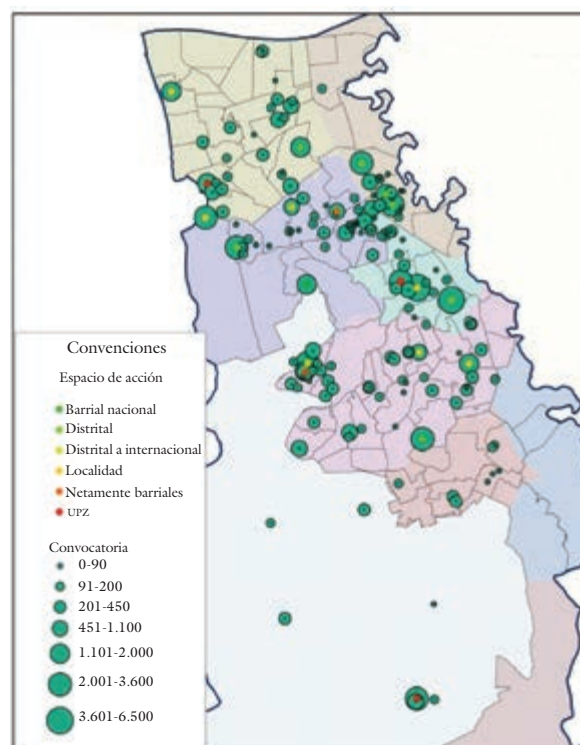 Convenciones
Espacio de acción
Barrial nacional
Distrital
Distrital a internacional
Localidad
Netamente barriales
UPZ
Convocatoria
0-90
91-200
201-450
451-1.100
1.101-2.000
2.001-3.600
3.601-6.500